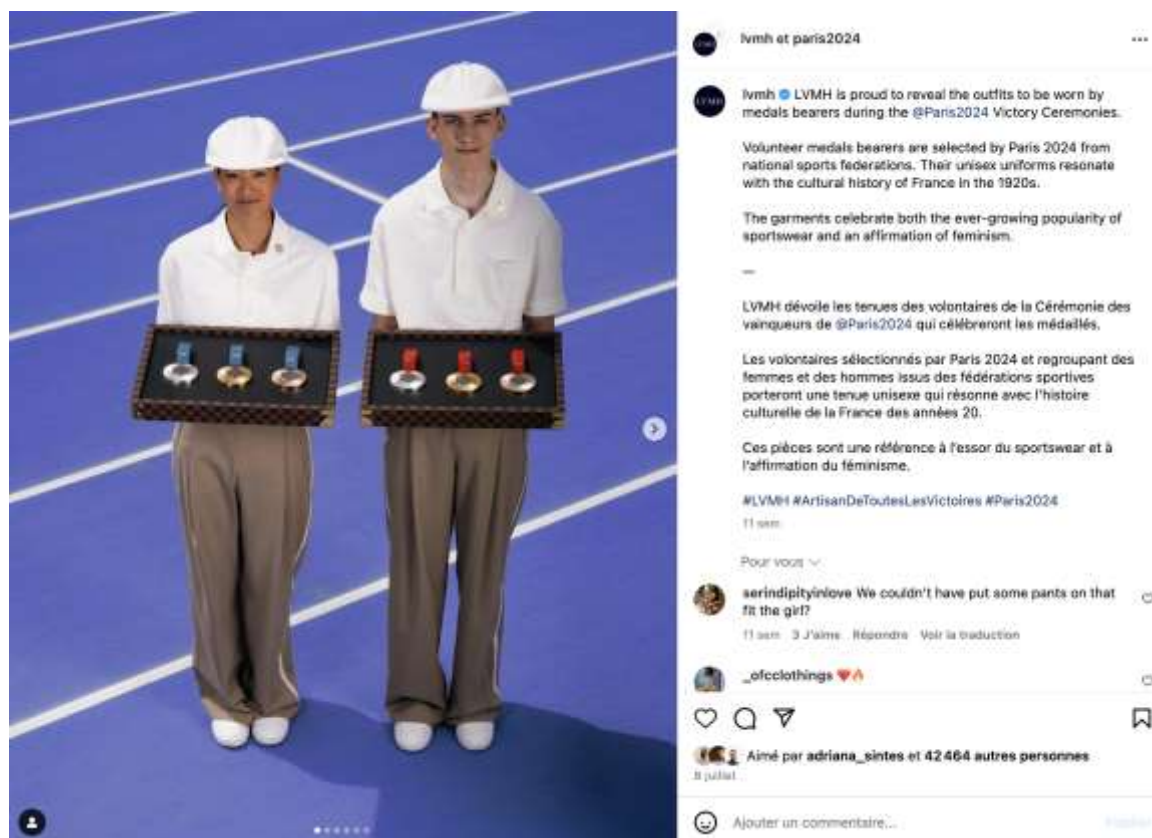 lvmh et paris2024
LVMH
lvmh LVMH is proud to reveal the outfits to be worn by
medals bearers during the @Paris2024 Victory Ceremonies.
Volunteer medals bearers are selected by Paris 2024 from
national sports federations. Their unisex uniforms resonate
with the cultural history of France in the 1920s.
The garments celebrate both the ever-growing popularity of
sportswear and an affirmation of feminism.
—
LVMH dévoile les tenues des volontaires de la Cérémonie des
vainqueurs de @Paris2024 qui célèbreront les médaillés.
Les volontaires sélectionnés par Paris 2024 et regroupant des
femmes et des hommes issus des fédérations sportives
porteront une tenue unisexe qui résonne avec l'histoire
culturelle de la France des années 20.
Ces pièces sont une référence à l'essor du sportswear et à
l'affirmation du féminisme.
#LVMH #ArtisanDeToutesLesVictoires #Paris2024
11 sem
Pour vous
serindipityinlove We couldn't have put some pants on that
fit the girl?
11 sem 3 J'aime Répondre Voir la traduction
_ofcclothings ❤️🔥
Aimé par adriana_sintes et 42 464 autres personnes
8 juillet
Ajouter un commentaire...